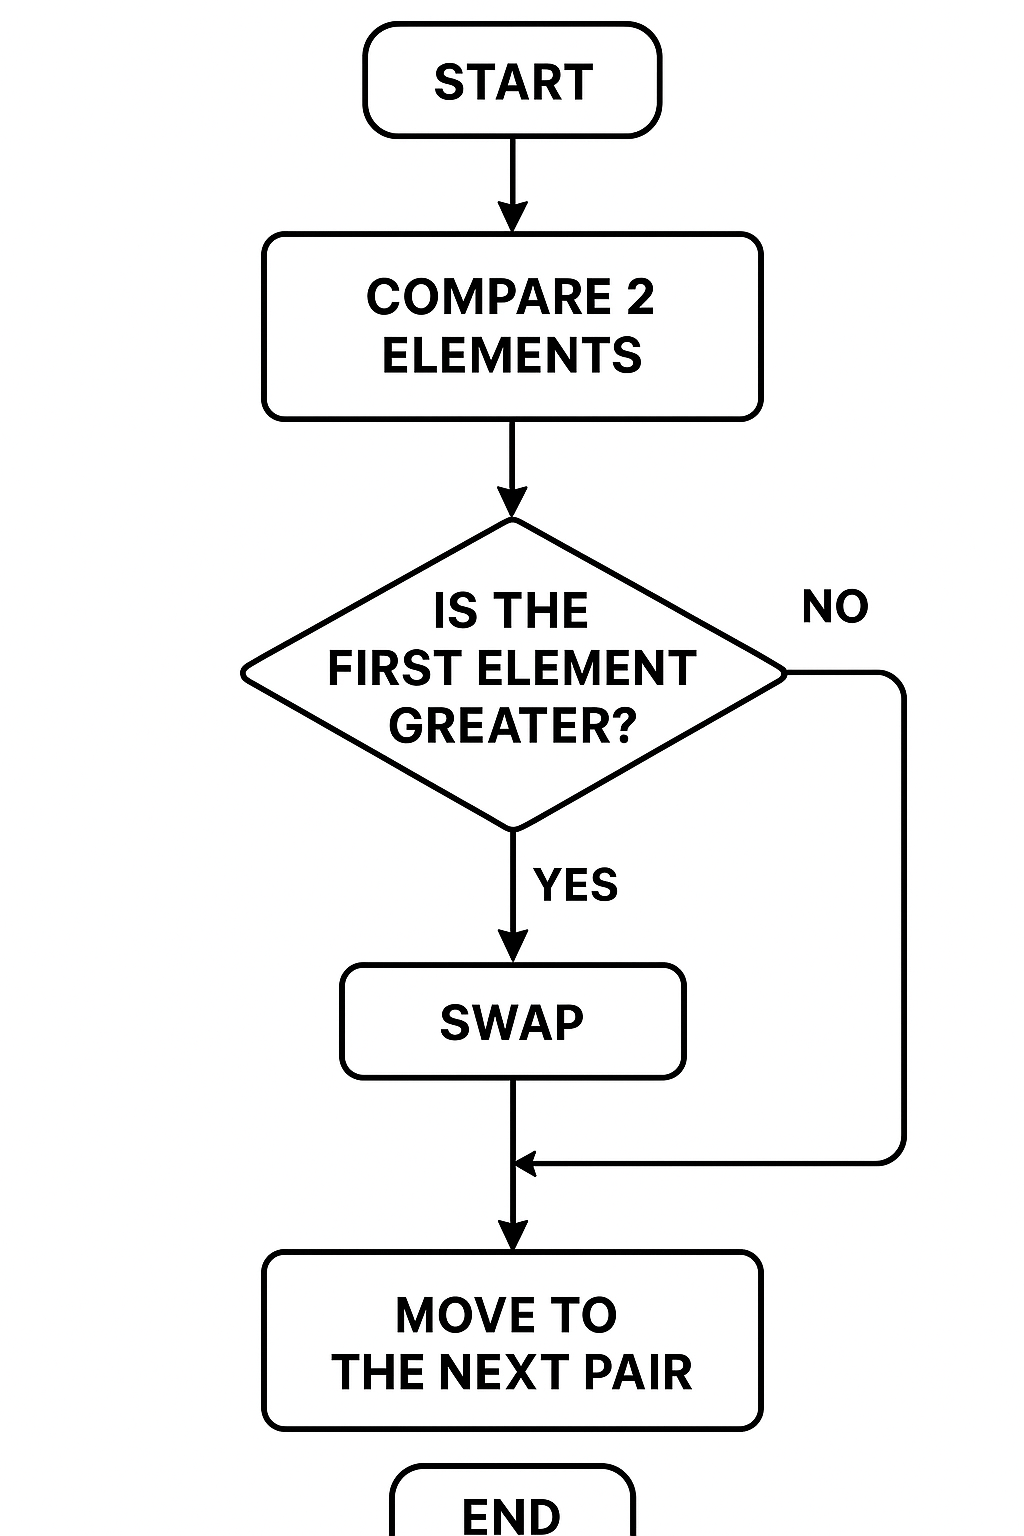 START
COMPARE 2
ELEMENTS
IS THE
FIRST ELEMENT
GREATER?
NO
YES
SWAP
MOVE TO
THE NEXT PAIR
END